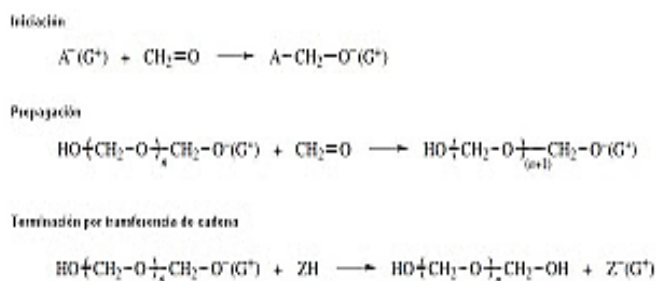 Iniciación
A⁻(G⁺) + CH₂=O ⟶ A–CH₂–O⁻(G⁺)
Propagación
HO(CH₂–O)ₙCH₂–O⁻(G⁺) + CH₂=O ⟶ HO(CH₂–O)₍ₙ₊₁₎CH₂–O⁻(G⁺)
Terminación por transferencia de cadena
HO(CH₂–O)ₙCH₂–O⁻(G⁺) + ZH ⟶ HO(CH₂–O)ₙCH₂–OH + Z⁻(G⁺)